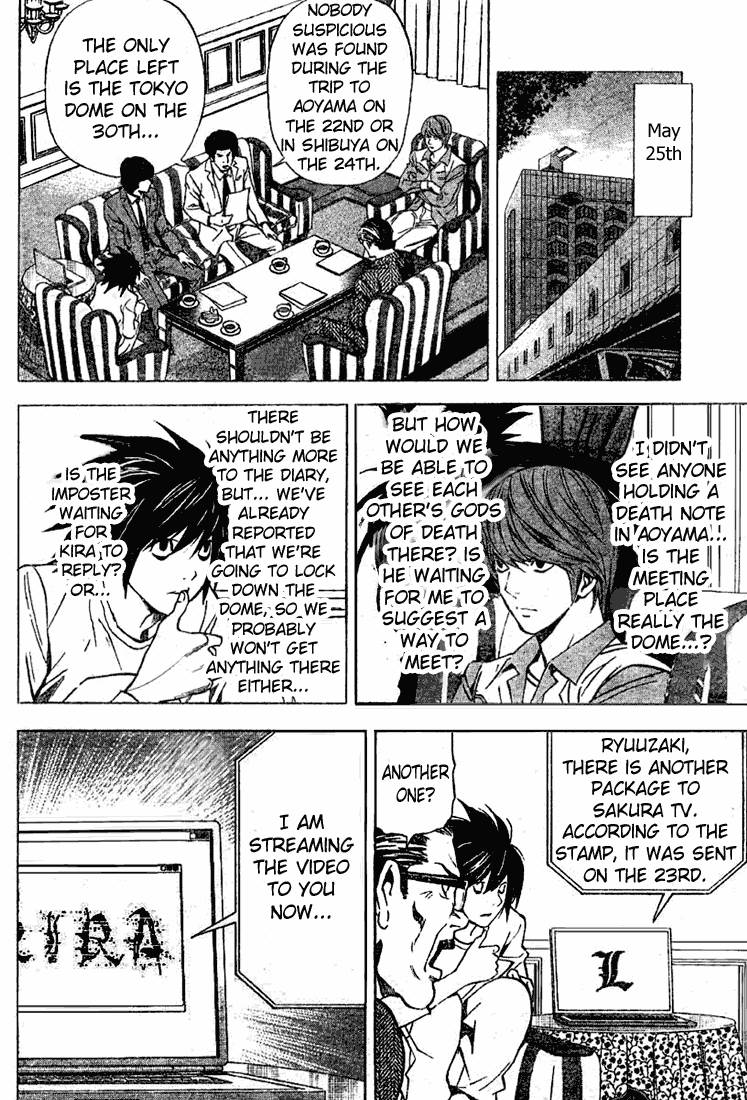 May
25th
NOBODY
SUSPICIOUS
WAS FOUND
DURING THE
TRIP TO
AOYAMA ON
THE 22ND OR
IN SHIBUYA ON
THE 24TH.
THE ONLY
PLACE LEFT
IS THE TOKYO
DOME ON THE
30TH...
I DIDN'T
SEE ANYONE
HOLDING A
DEATH NOTE
IN AOYAMA...
IS THE
MEETING
PLACE
REALLY THE
DOME...?
BUT HOW
WOULD WE
BE ABLE TO
SEE EACH
OTHER'S GODS
OF DEATH
THERE? IS
HE WAITING
FOR ME TO
SUGGEST A
WAY TO
MEET?
THERE
SHOULDN'T BE
ANYTHING MORE
TO THE DIARY,
BUT... WE'VE
ALREADY
REPORTED
THAT WE'RE
GOING TO LOCK
DOWN THE
DOME, SO WE
PROBABLY
WON'T GET
ANYTHING THERE
EITHER...
IS THE
IMPOSTER
WAITING
FOR
KIRA TO
REPLY?
OR...
RYUUZAKI,
THERE IS ANOTHER
PACKAGE TO
SAKURA TV.
ACCORDING TO THE
STAMP, IT WAS SENT
ON THE 23RD.
ANOTHER
ONE?
L
I AM
STREAMING
THE VIDEO
TO YOU
NOW...
KIRA